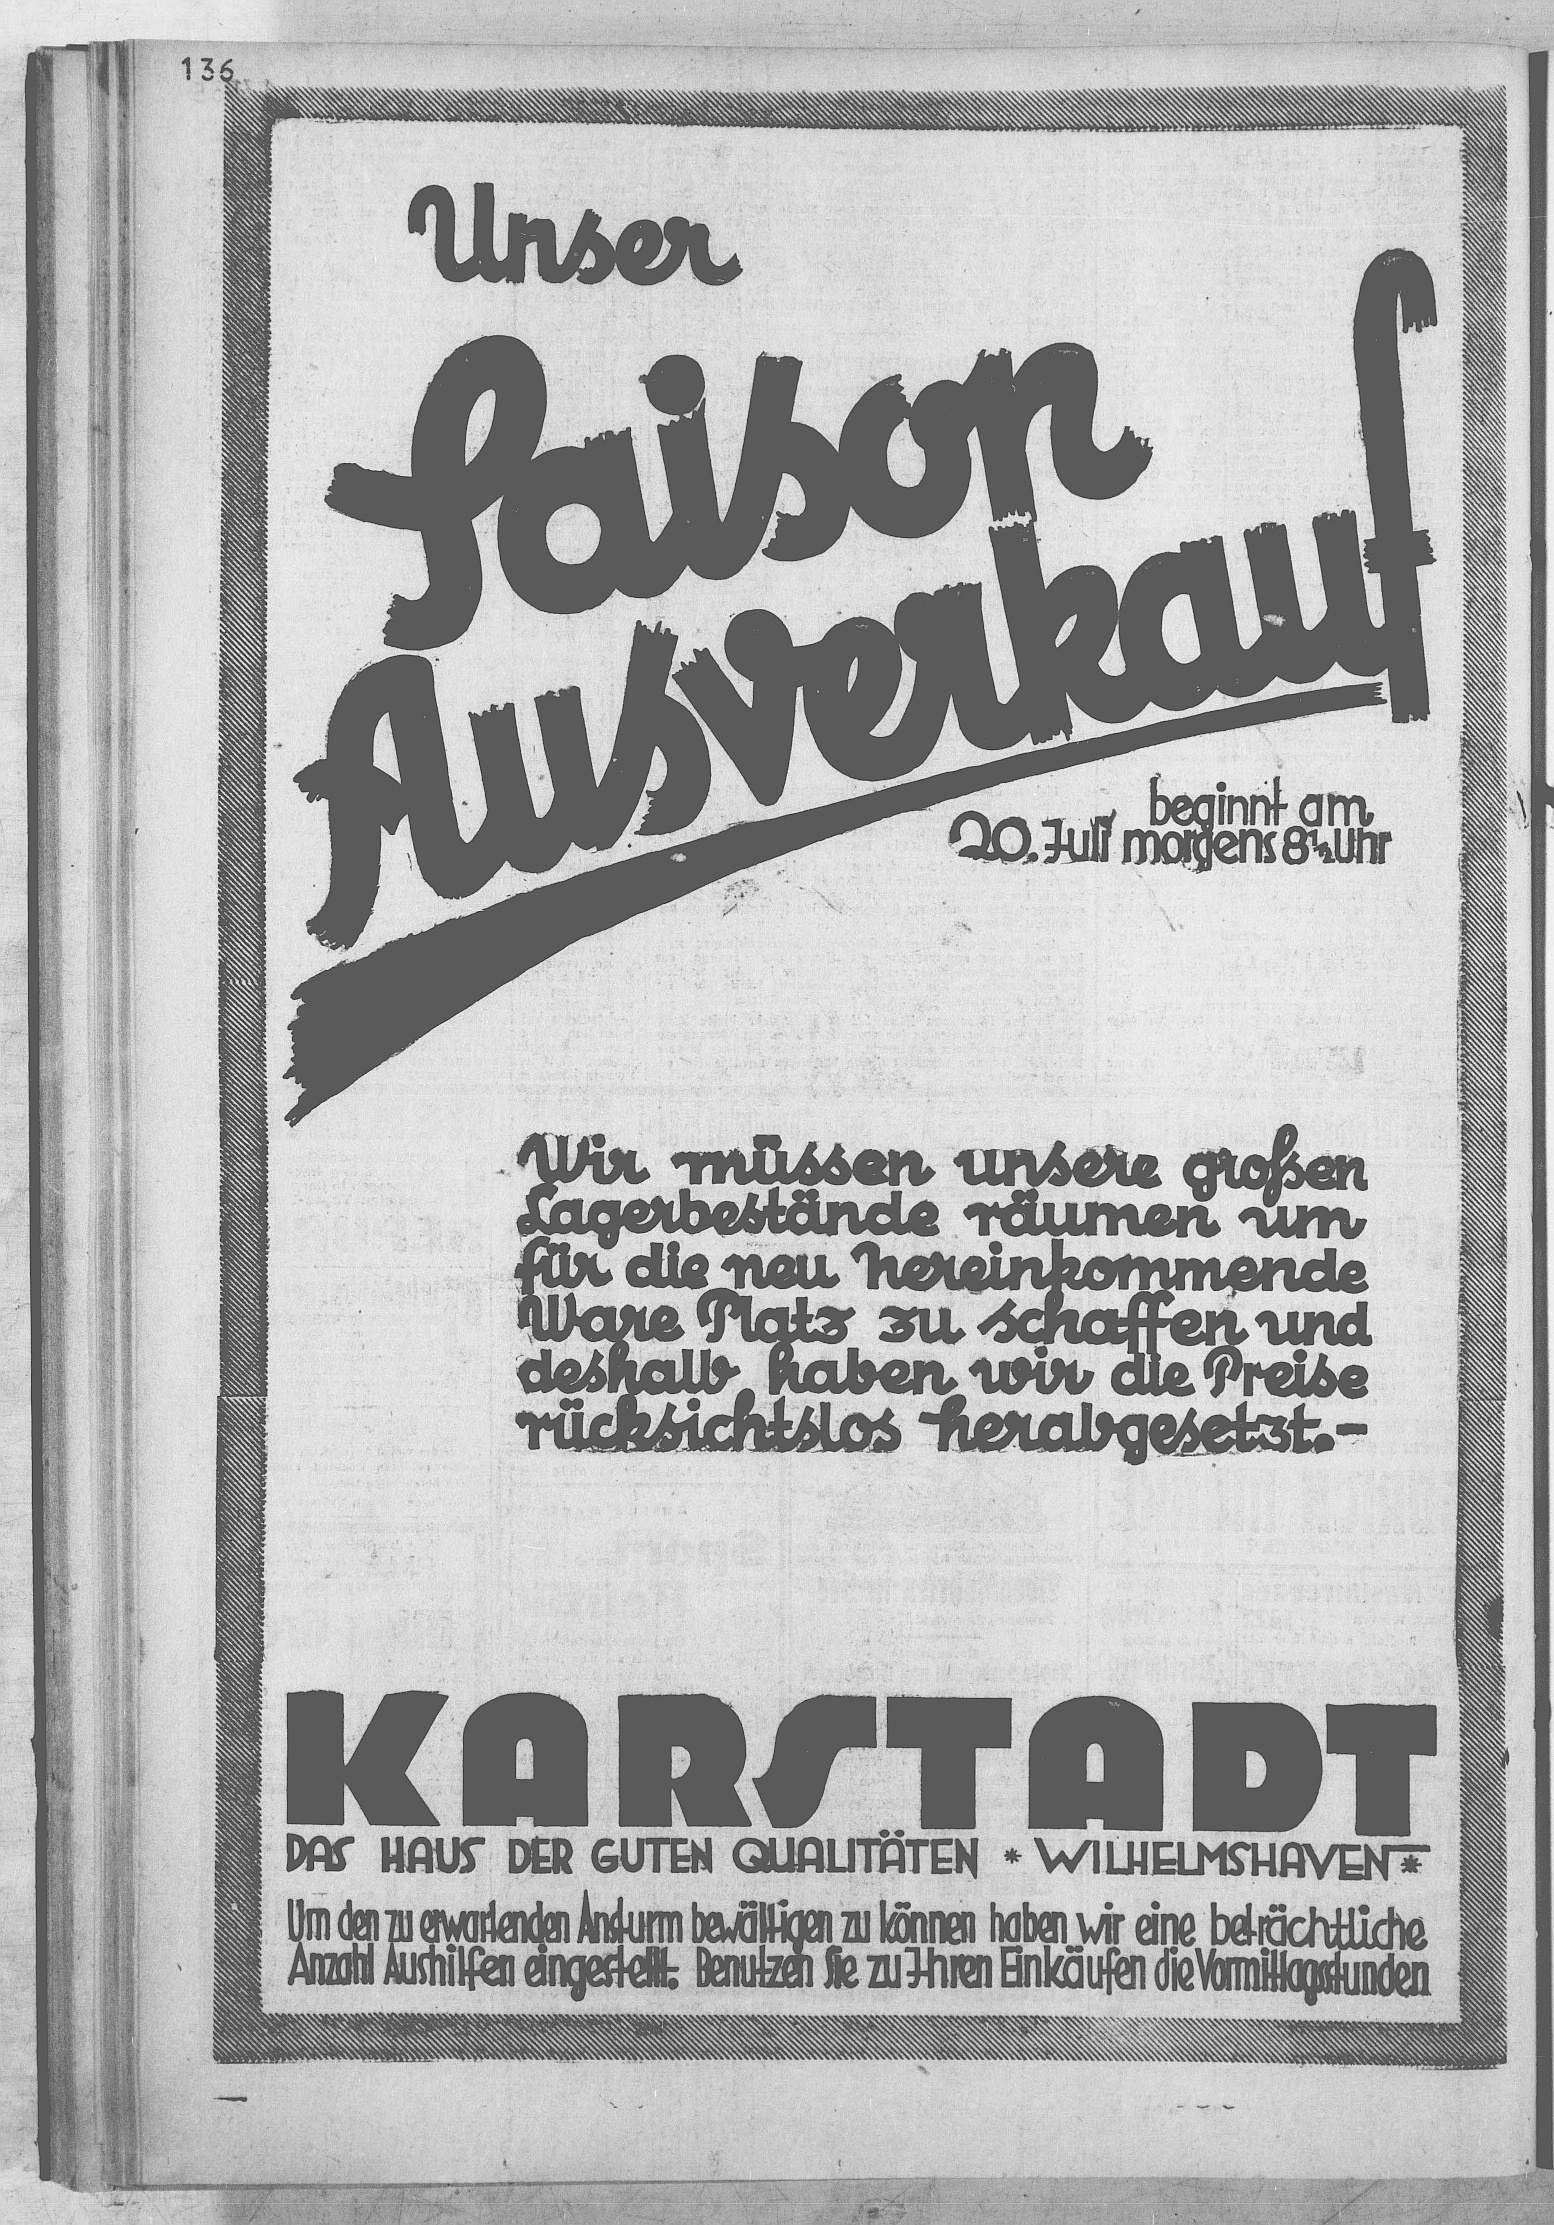 136
Unser
Saison
Ausverkauf
beginnt am
20. Juli morgens 8½ Uhr
Wir müssen unsere großen
Lagerbestände räumen um
für die neu hereinkommende
Ware Platz zu schaffen und
deshalb haben wir die Preise
rücksichtslos herabgesetzt.-
KARSTADT
DAS HAUS DER GUTEN QUALITÄTEN * WILHELMSHAVEN *
Um den zu erwartenden Ansturm bewältigen zu können haben wir eine beträchtliche
Anzahl Aushilfen eingestellt. Benutzen Sie zu Ihren Einkäufen die Vormittagsstunden